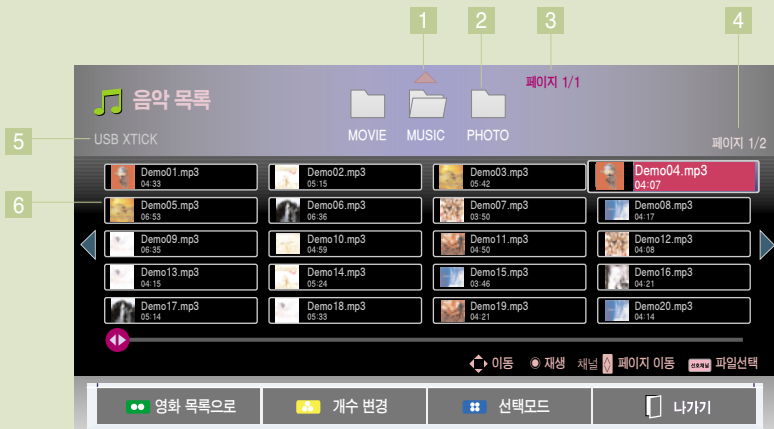 1 2 3 4
페이지 1/1
음악 목록
5 USB XTICK MOVIE MUSIC PHOTO 페이지 1/2
Demo01.mp3 Demo02.mp3 Demo03.mp3 Demo04.mp3
04:33 05:15 05:42 04:07
6 Demo05.mp3 Demo06.mp3 Demo07.mp3 Demo08.mp3
06:53 06:36 03:50 04:17
Demo09.mp3 Demo10.mp3 Demo11.mp3 Demo12.mp3
06:35 04:59 04:50 04:08
Demo13.mp3 Demo14.mp3 Demo15.mp3 Demo16.mp3
04:15 05:24 03:46 04:21
Demo17.mp3 Demo18.mp3 Demo19.mp3 Demo20.mp3
05:14 05:33 04:21 04:14
이동 재생 채널 페이지 이동 선호채널 파일선택
영화 목록으로 개수 변경 선택모드 나가기